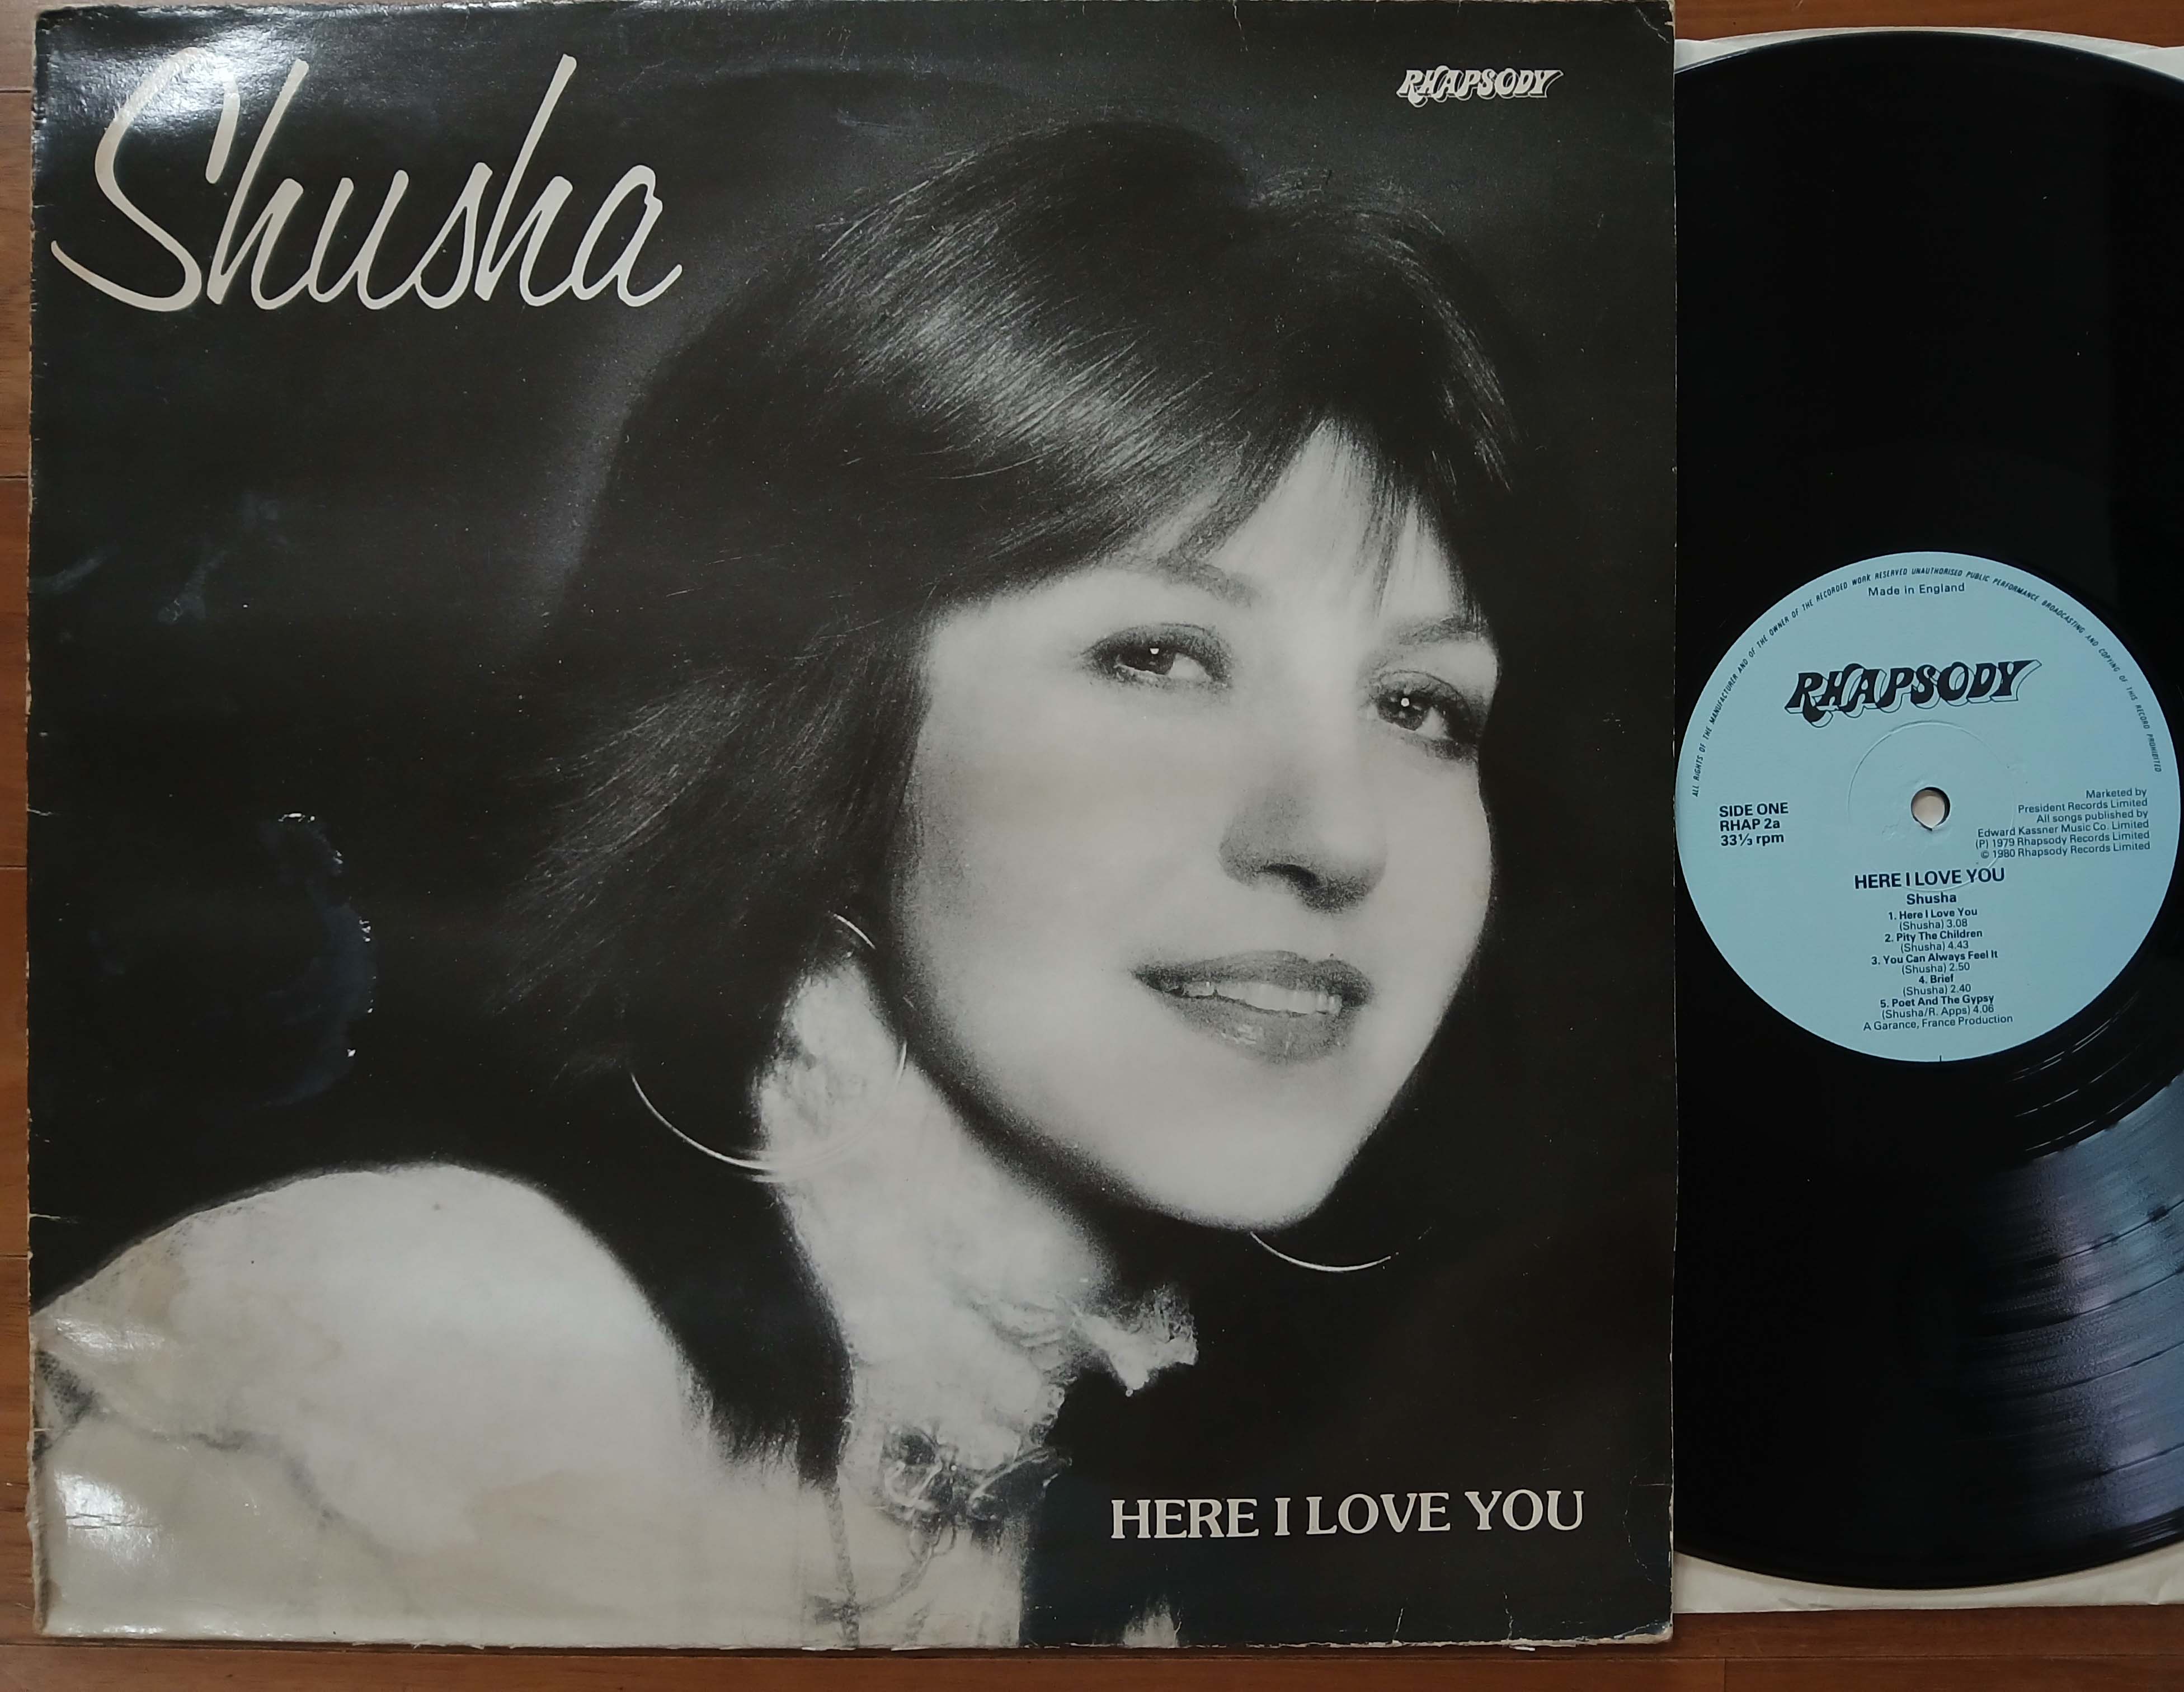 Shusha
RHAPSODY
HERE I LOVE YOU
ALL RIGHTS OF THE MANUFACTURER AND OF THE OWNER OF THE RECORDED WORK RESERVED UNAUTHORISED PUBLIC PERFORMANCE BROADCASTING AND COPYING OF THIS RECORD PROHIBITED
Made in England
RHAPSODY
SIDE ONE
RHAP 2a
33⅓ rpm
Marketed by
President Records Limited
All songs published by
Edward Kassner Music Co. Limited
(P) 1979 Rhapsody Records Limited
© 1980 Rhapsody Records Limited
HERE I LOVE YOU
Shusha
1. Here I Love You
(Shusha) 3.08
2. Pity The Children
(Shusha) 4.43
3. You Can Always Feel It
(Shusha) 2.50
4. Brief
(Shusha) 2.40
5. Poet And The Gypsy
(Shusha/R. Apps) 4.06
A Garance, France Production